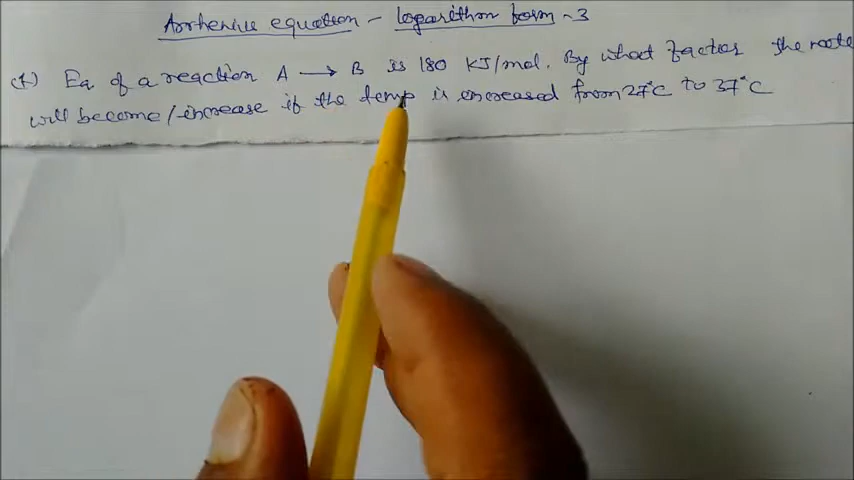 Arrhenius equation - logarithm form - 3
(1) Ea of a reaction A → B is 180 KJ/mol. By what factor the rate
will become/increase if the temp is increased from 27°C to 37°C